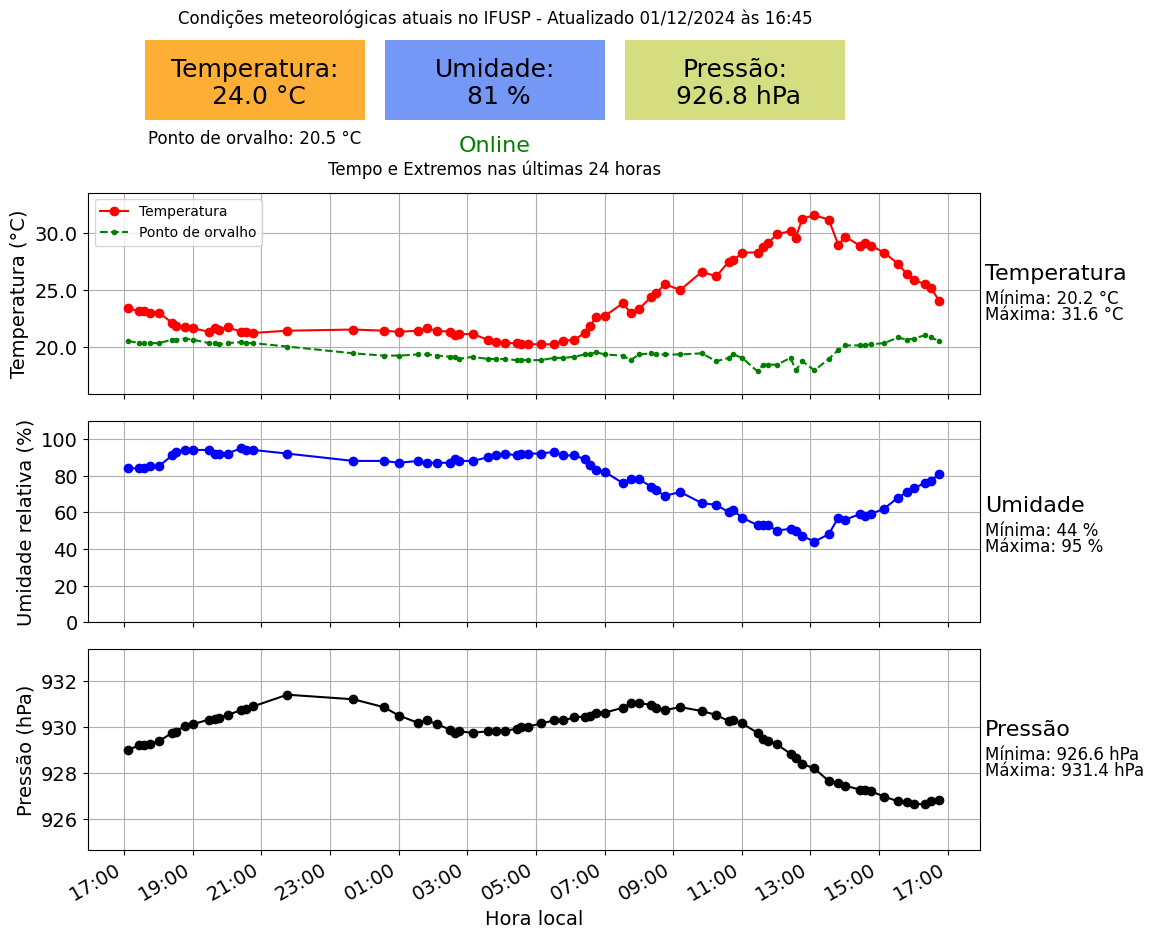 Condições meteorológicas atuais no IFUSP - Atualizado 01/12/2024 às 16:45
Temperatura:
24.0 °C
Umidade:
81 %
Pressão:
926.8 hPa
Ponto de orvalho: 20.5 °C
Online
Tempo e Extremos nas últimas 24 horas
Temperatura (°C)
30.0
25.0
20.0
Temperatura
Ponto de orvalho
Temperatura
Mínima: 20.2 °C
Máxima: 31.6 °C
Umidade relativa (%)
100
80
60
40
20
0
Umidade
Mínima: 44 %
Máxima: 95 %
Pressão (hPa)
932
930
928
926
Pressão
Mínima: 926.6 hPa
Máxima: 931.4 hPa
17:00 19:00 21:00 23:00 01:00 03:00 05:00 07:00 09:00 11:00 13:00 15:00 17:00
Hora local